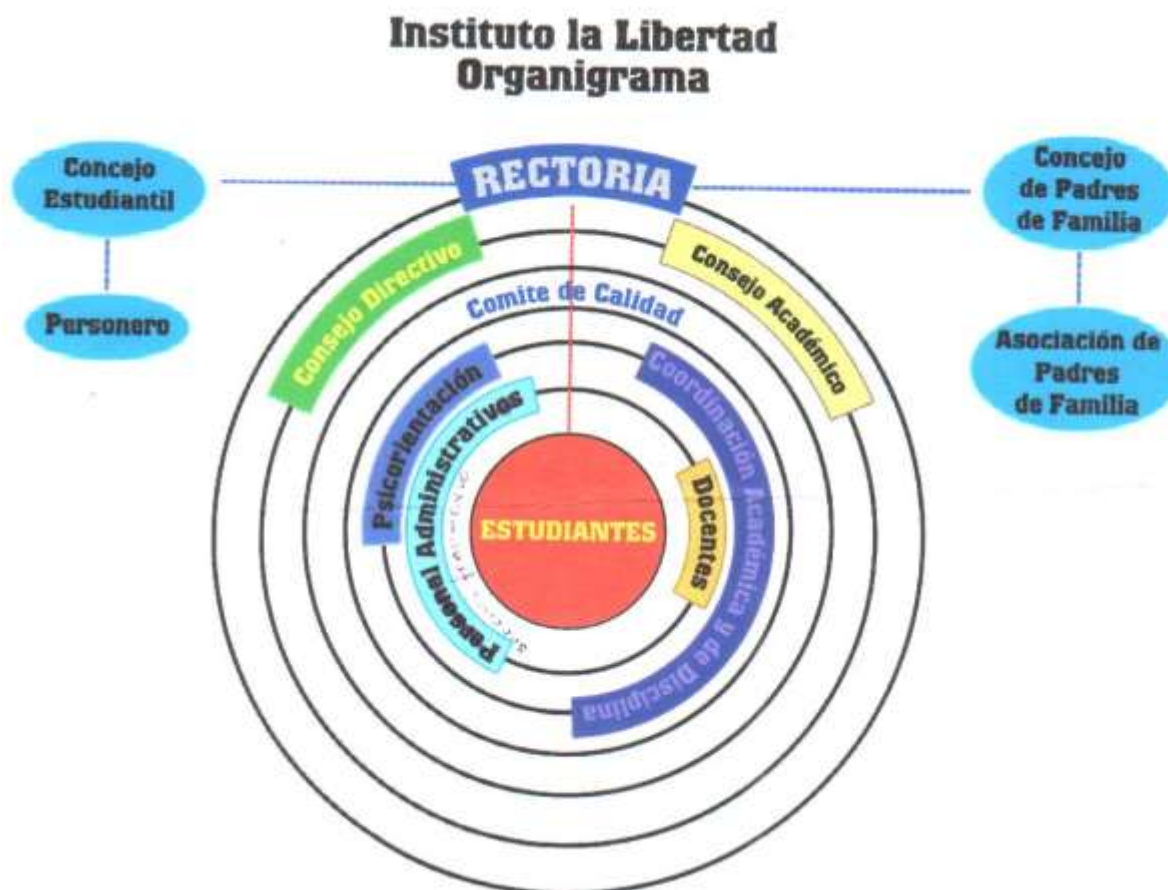 Instituto la Libertad
Organigrama
Concejo
Estudiantil
RECTORIA
Concejo
de Padres
de Familia
Consejo Directivo
Consejo Académico
Personero
Comite de Calidad
Asociación de
Padres
de Familia
Psicorientación
Coordinación Académica y de Disciplina
Personal Administrativos
Docentes
ESTUDIANTES